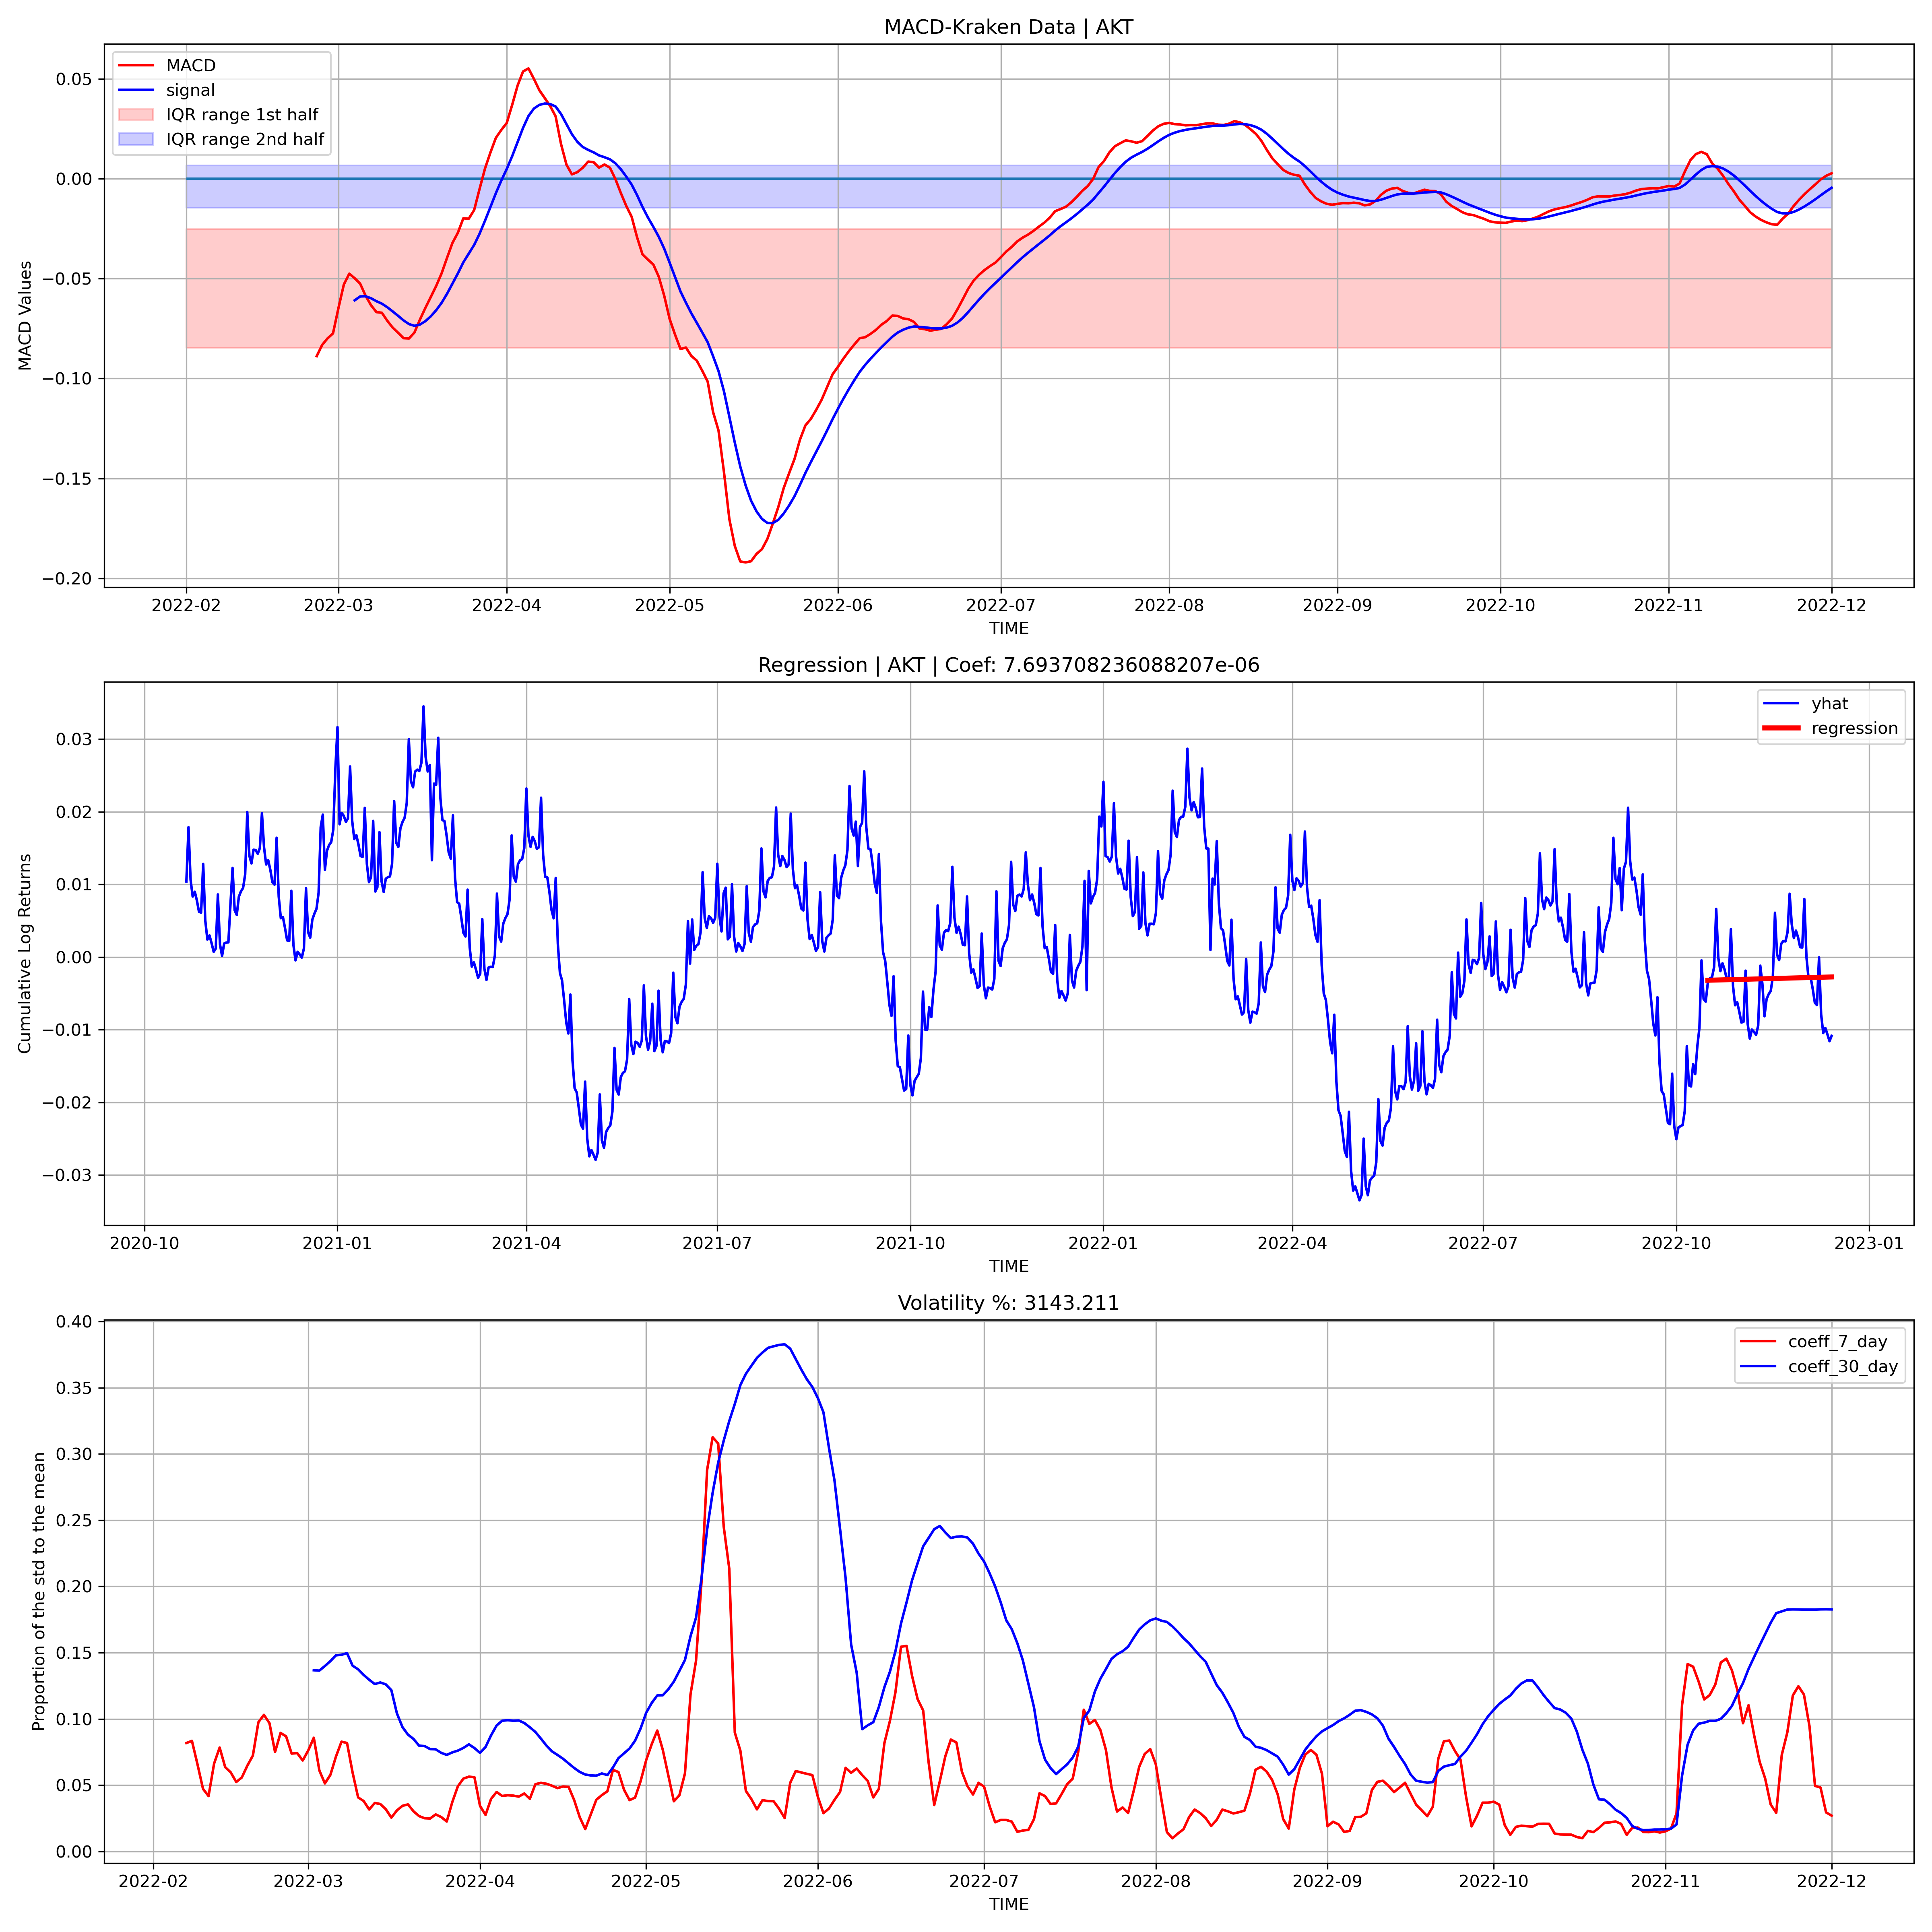 MACD-Kraken Data | AKT
MACD
signal
IQR range 1st half
IQR range 2nd half
MACD Values
0.05
0.00
−0.05
−0.10
−0.15
−0.20
2022-02 2022-03 2022-04 2022-05 2022-06 2022-07 2022-08 2022-09 2022-10 2022-11 2022-12
TIME
Regression | AKT | Coef: 7.693708236088207e-06
yhat
regression
Cumulative Log Returns
0.03
0.02
0.01
0.00
−0.01
−0.02
−0.03
2020-10 2021-01 2021-04 2021-07 2021-10 2022-01 2022-04 2022-07 2022-10 2023-01
TIME
Volatility %: 3143.211
coeff_7_day
coeff_30_day
Proportion of the std to the mean
0.40
0.35
0.30
0.25
0.20
0.15
0.10
0.05
0.00
2022-02 2022-03 2022-04 2022-05 2022-06 2022-07 2022-08 2022-09 2022-10 2022-11 2022-12
TIME